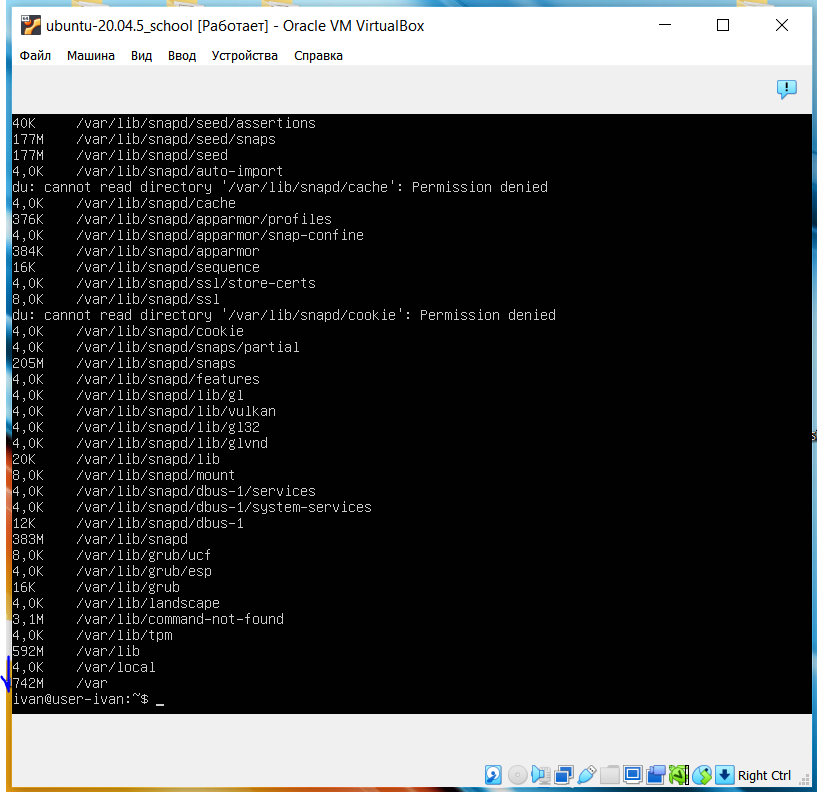 ubuntu-20.04.5_school [Работает] - Oracle VM VirtualBox
Файл Машина Вид Ввод Устройства Справка
40K /var/lib/snapd/seed/assertions
177M /var/lib/snapd/seed/snaps
177M /var/lib/snapd/seed
4,0K /var/lib/snapd/auto-import
du: cannot read directory '/var/lib/snapd/cache': Permission denied
4,0K /var/lib/snapd/cache
376K /var/lib/snapd/apparmor/profiles
4,0K /var/lib/snapd/apparmor/snap-confine
384K /var/lib/snapd/apparmor
16K /var/lib/snapd/sequence
4,0K /var/lib/snapd/ssl/store-certs
8,0K /var/lib/snapd/ssl
du: cannot read directory '/var/lib/snapd/cookie': Permission denied
4,0K /var/lib/snapd/cookie
4,0K /var/lib/snapd/snaps/partial
205M /var/lib/snapd/snaps
4,0K /var/lib/snapd/features
4,0K /var/lib/snapd/lib/gl
4,0K /var/lib/snapd/lib/vulkan
4,0K /var/lib/snapd/lib/gl32
4,0K /var/lib/snapd/lib/glvnd
20K /var/lib/snapd/lib
8,0K /var/lib/snapd/mount
4,0K /var/lib/snapd/dbus-1/services
4,0K /var/lib/snapd/dbus-1/system-services
12K /var/lib/snapd/dbus-1
383M /var/lib/snapd
8,0K /var/lib/grub/ucf
4,0K /var/lib/grub/esp
16K /var/lib/grub
4,0K /var/lib/landscape
3,1M /var/lib/command-not-found
4,0K /var/lib/tpm
592M /var/lib
4,0K /var/local
742M /var
ivan@user-ivan:~$ _
Right Ctrl